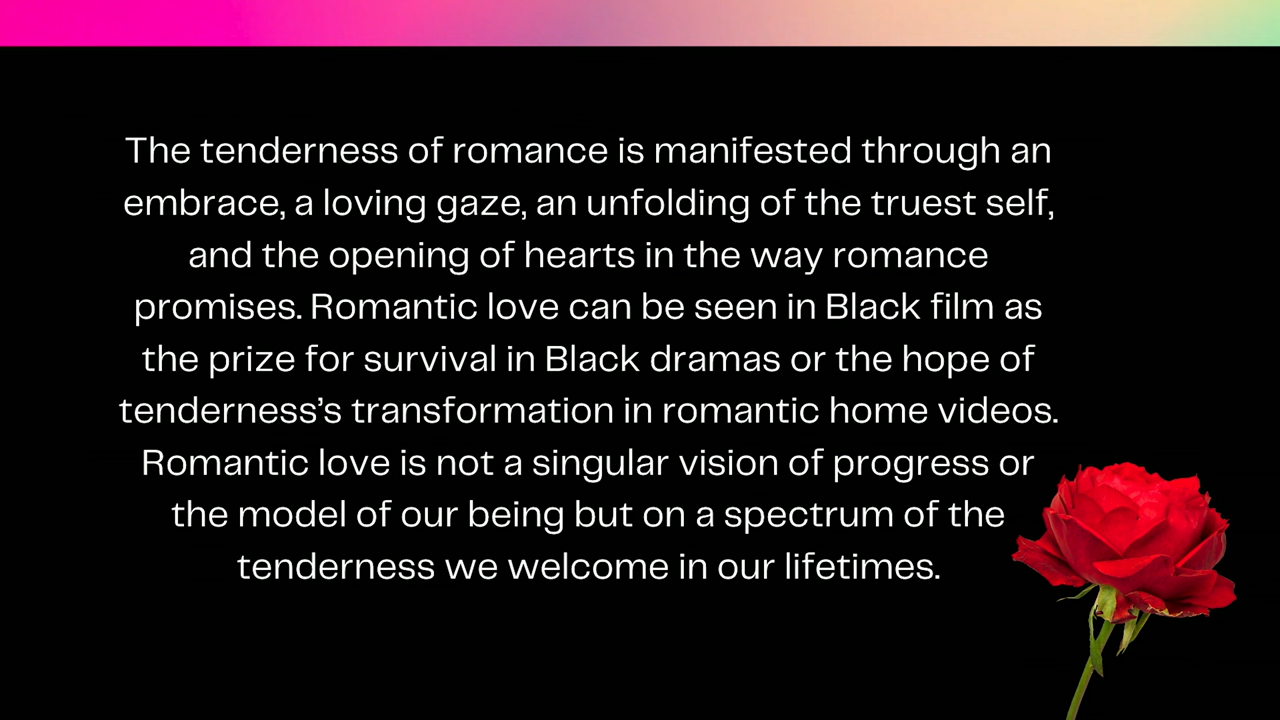 The tenderness of romance is manifested through an
embrace, a loving gaze, an unfolding of the truest self,
and the opening of hearts in the way romance
promises. Romantic love can be seen in Black film as
the prize for survival in Black dramas or the hope of
tenderness’s transformation in romantic home videos.
Romantic love is not a singular vision of progress or
the model of our being but on a spectrum of the
tenderness we welcome in our lifetimes.